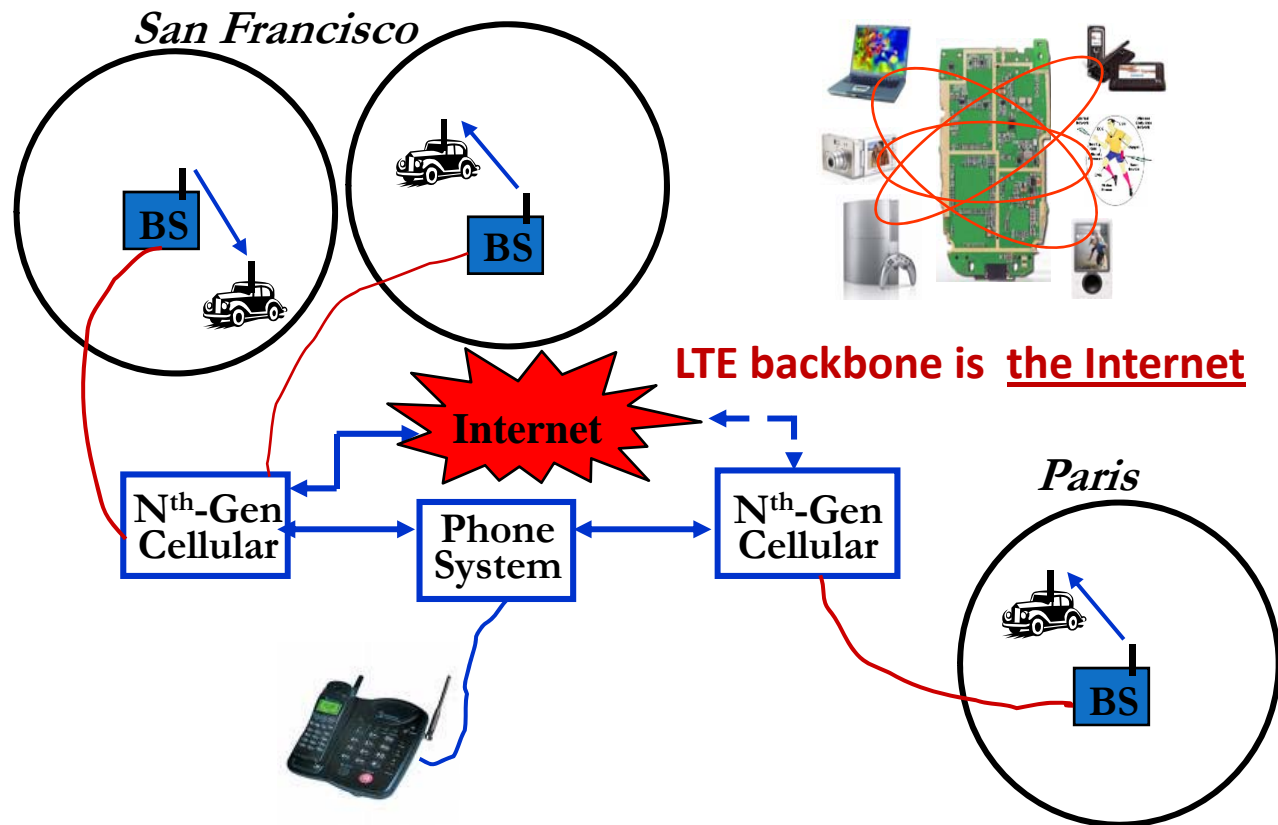 San Francisco
BS
BS
LTE backbone is the Internet
Internet
Nth-Gen
Cellular
Phone
System
Nth-Gen
Cellular
Paris
BS